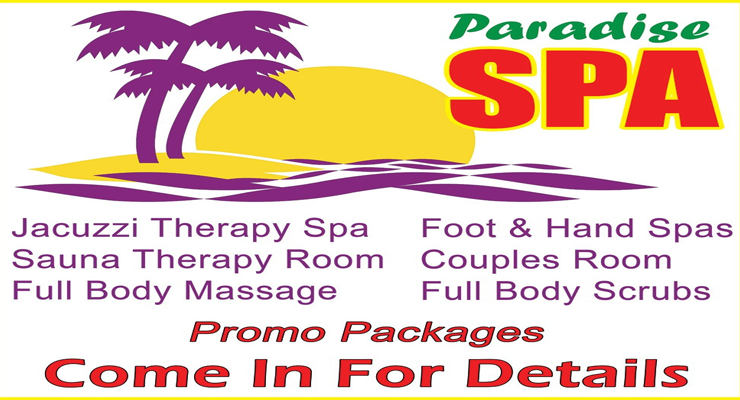 Paradise
SPA
Jacuzzi Therapy Spa
Sauna Therapy Room
Full Body Massage
Foot & Hand Spas
Couples Room
Full Body Scrubs
Promo Packages
Come In For Details